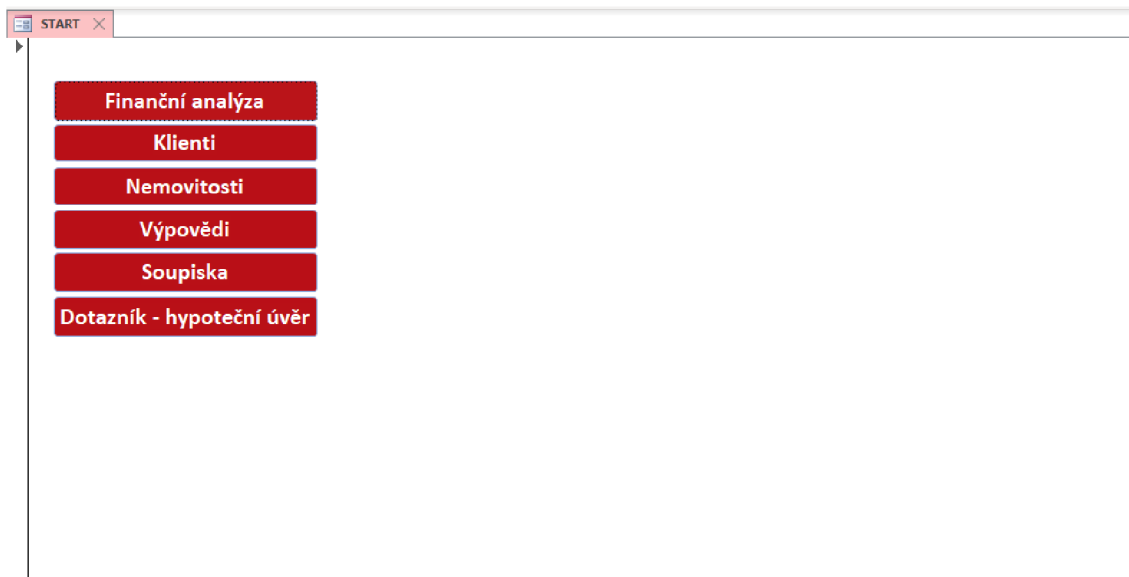 START
Finanční analýza
Klienti
Nemovitosti
Výpovědi
Soupiska
Dotazník - hypoteční úvěr